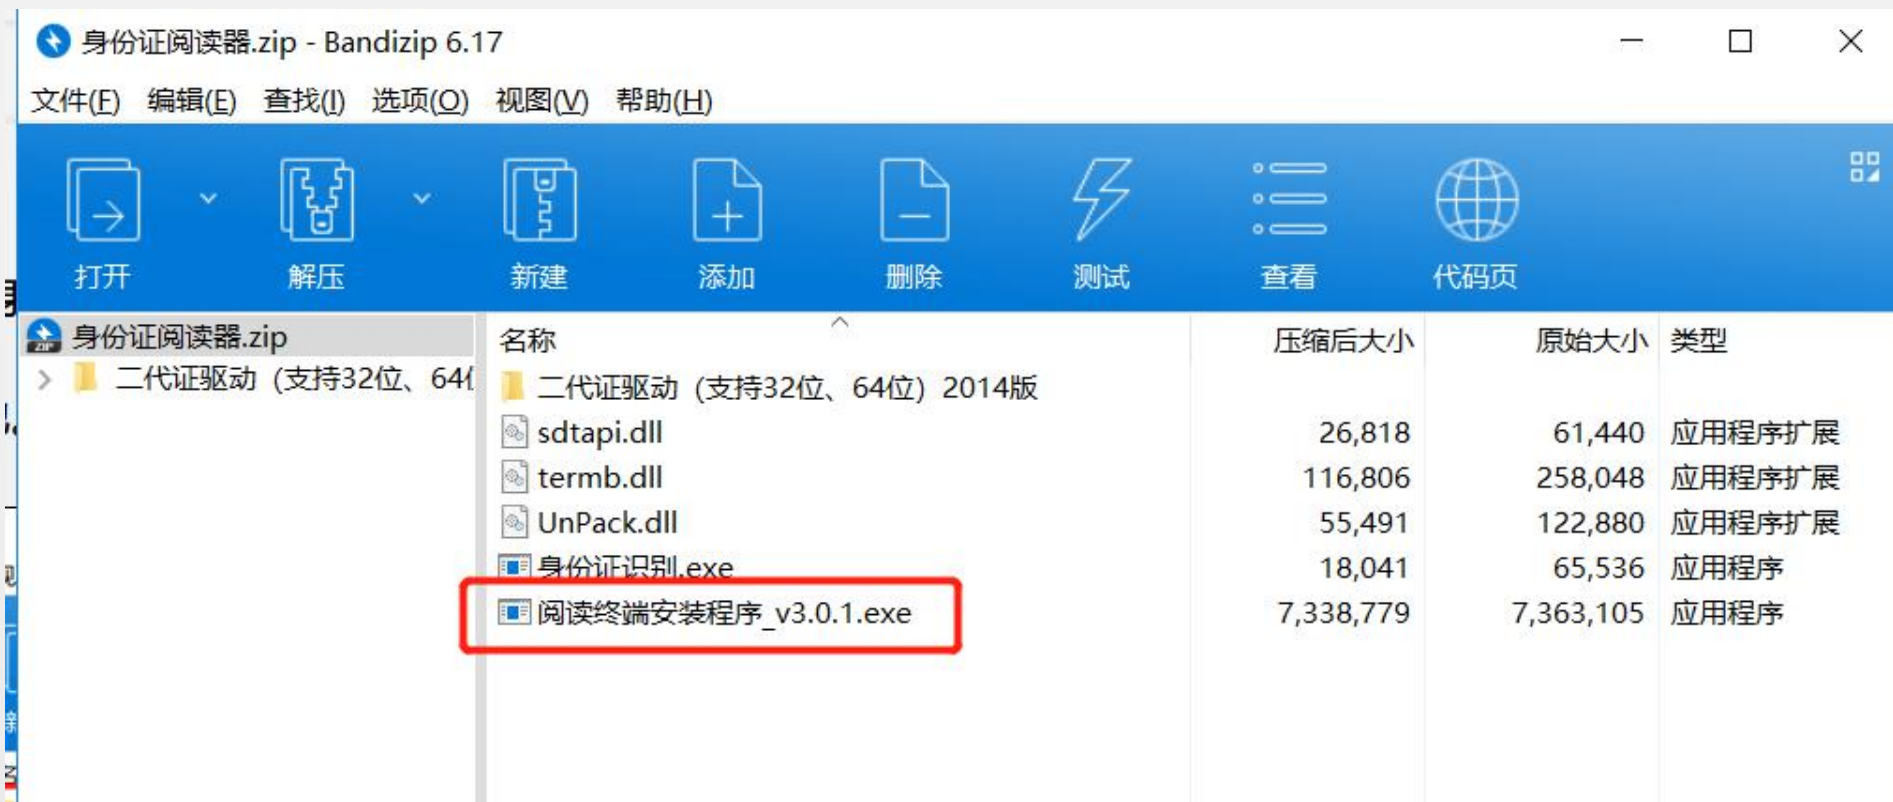 身份证阅读器.zip - Bandizip 6.17
文件(F) 编辑(E) 查找(I) 选项(O) 视图(V) 帮助(H)
打开 解压 新建 添加 删除 测试 查看 代码页
身份证阅读器.zip
二代证驱动（支持32位、64
名称 压缩后大小 原始大小 类型
二代证驱动（支持32位、64位）2014版
sdtapi.dll 26,818 61,440 应用程序扩展
termb.dll 116,806 258,048 应用程序扩展
UnPack.dll 55,491 122,880 应用程序扩展
身份证识别.exe 18,041 65,536 应用程序
阅读终端安装程序_v3.0.1.exe 7,338,779 7,363,105 应用程序